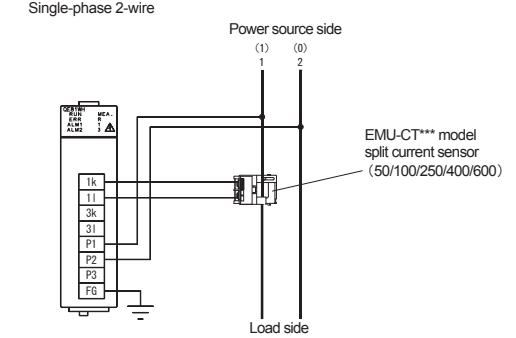 Single-phase 2-wire
Power source side
(1) (0)
1 2
QE81WH
RUN MEA.
ERR R
ALM1 1
ALM2 3
EMU-CT*** model
split current sensor
(50/100/250/400/600)
1k
1l
3k
3l
P1
P2
P3
FG
Load side